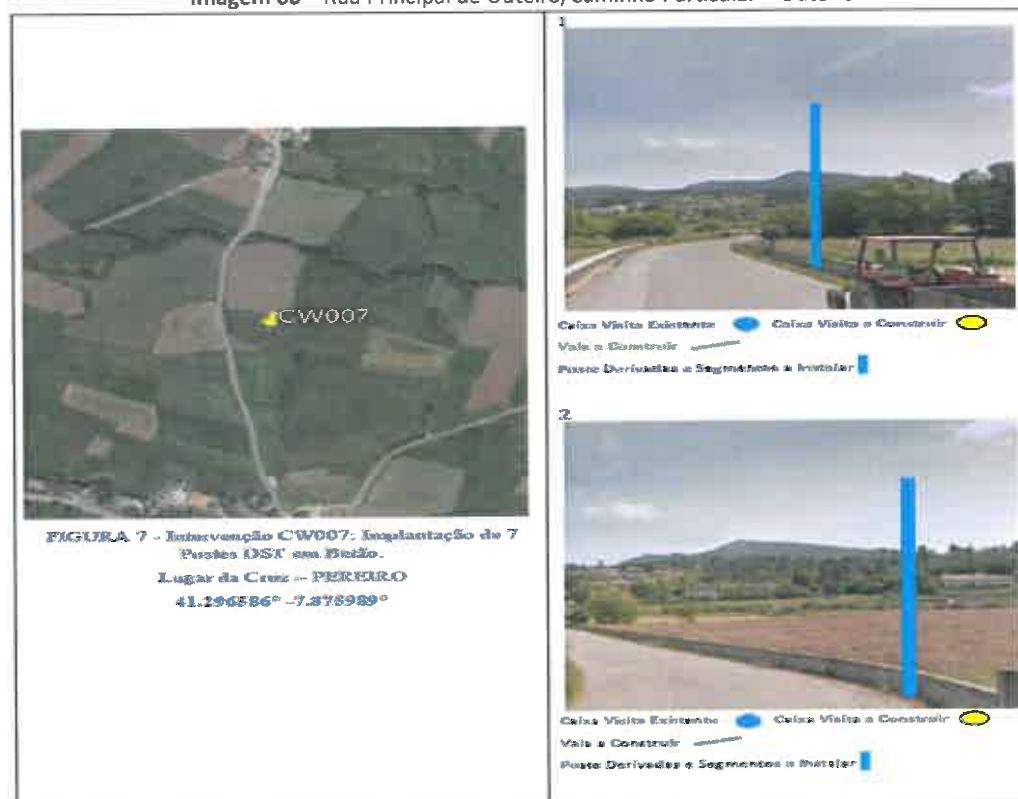 Rua Principal de Outeiro,
CW007
FIGURA 7 - Intervenção CW007: Implantação de 7
Postes DST em Betão.
Lugar da Cruz – PEREIRO
41.296586° -7.875989°
1
Caixa Visita Existente Caixa Visita a Construir
Vala a Construir
Poste Derivadas e Segmentos a Instalar
2
Caixa Visita Existente Caixa Visita a Construir
Vala a Construir
Poste Derivadas e Segmentos a Instalar